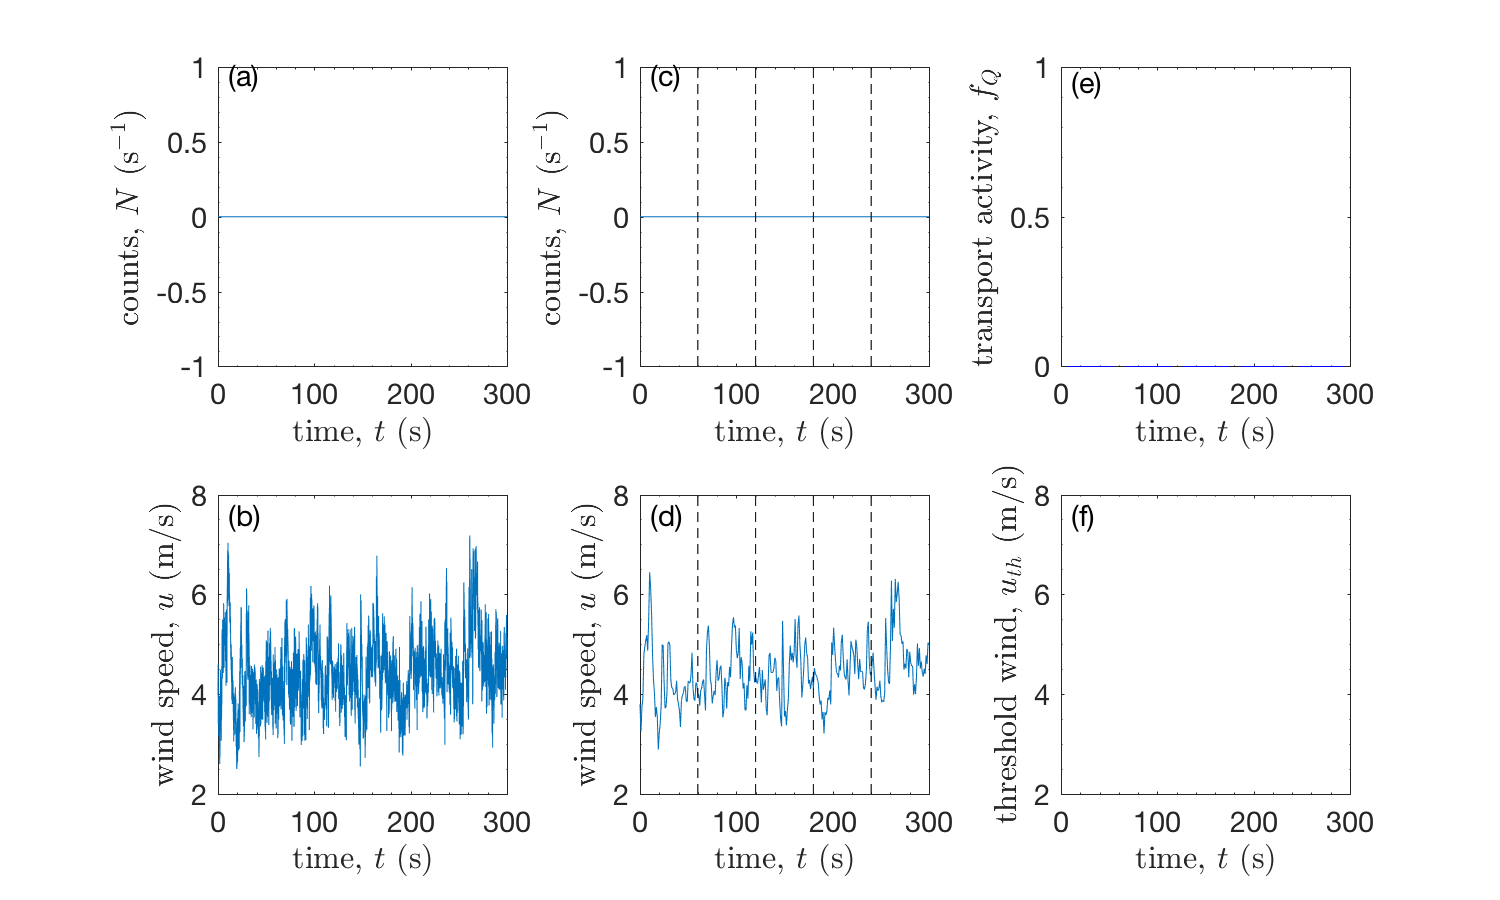 (a)
1
0.5
0
-0.5
-1
counts, N (s⁻¹)
0 100 200 300
time, t (s)
(c)
1
0.5
0
-0.5
-1
counts, N (s⁻¹)
0 100 200 300
time, t (s)
(e)
1
0.5
0
transport activity, f_Q
0 100 200 300
time, t (s)
(b)
8
6
4
2
wind speed, u (m/s)
0 100 200 300
time, t (s)
(d)
8
6
4
2
wind speed, u (m/s)
0 100 200 300
time, t (s)
(f)
8
6
4
2
threshold wind, u_th (m/s)
0 100 200 300
time, t (s)